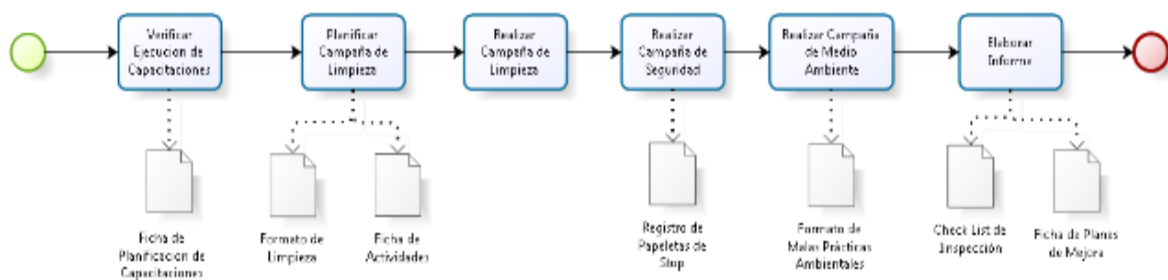 Verificar
Ejecucion de
Capacitaciones
Planificar
Campaña de
Limpieza
Realizar
Campaña de
Limpieza
Realizar
Campaña de
Seguridad
Realizar Campaña
de Medio
Ambiente
Elaborar
Informe
Ficha de
Planificacion de
Capacitaciones
Formato de
Limpieza
Ficha de
Actividades
Registro de
Papeletas de
Stop
Formato de
Malas Prácticas
Ambientales
Check List de
Inspección
Ficha de Planes
de Mejora